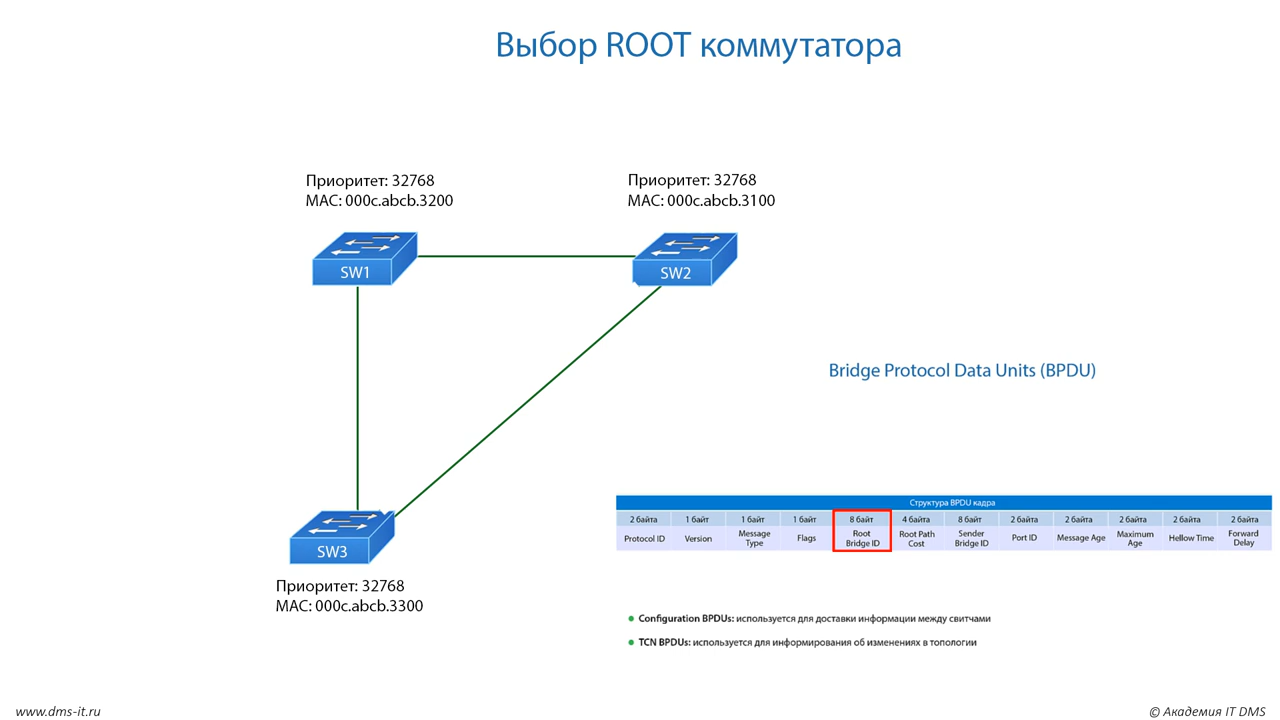 Выбор ROOT коммутатора
Приоритет: 32768
MAC: 000c.abcb.3200
Приоритет: 32768
MAC: 000c.abcb.3100
SW1
SW2
Bridge Protocol Data Units (BPDU)
Структура BPDU кадра
2 байта 1 байт 1 байт 1 байт 8 байт 4 байта 8 байт 2 байта 2 байта 2 байта 2 байта 2 байта
Protocol ID Version Message Type Flags Root Bridge ID Root Path Cost Sender Bridge ID Port ID Message Age Maximum Age Hellow Time Forward Delay
SW3
Приоритет: 32768
MAC: 000c.abcb.3300
Configuration BPDUs: используется для доставки информации между свитчами
TCN BPDUs: используется для информирования об изменениях в топологии
www.dms-it.ru
© Академия IT DMS